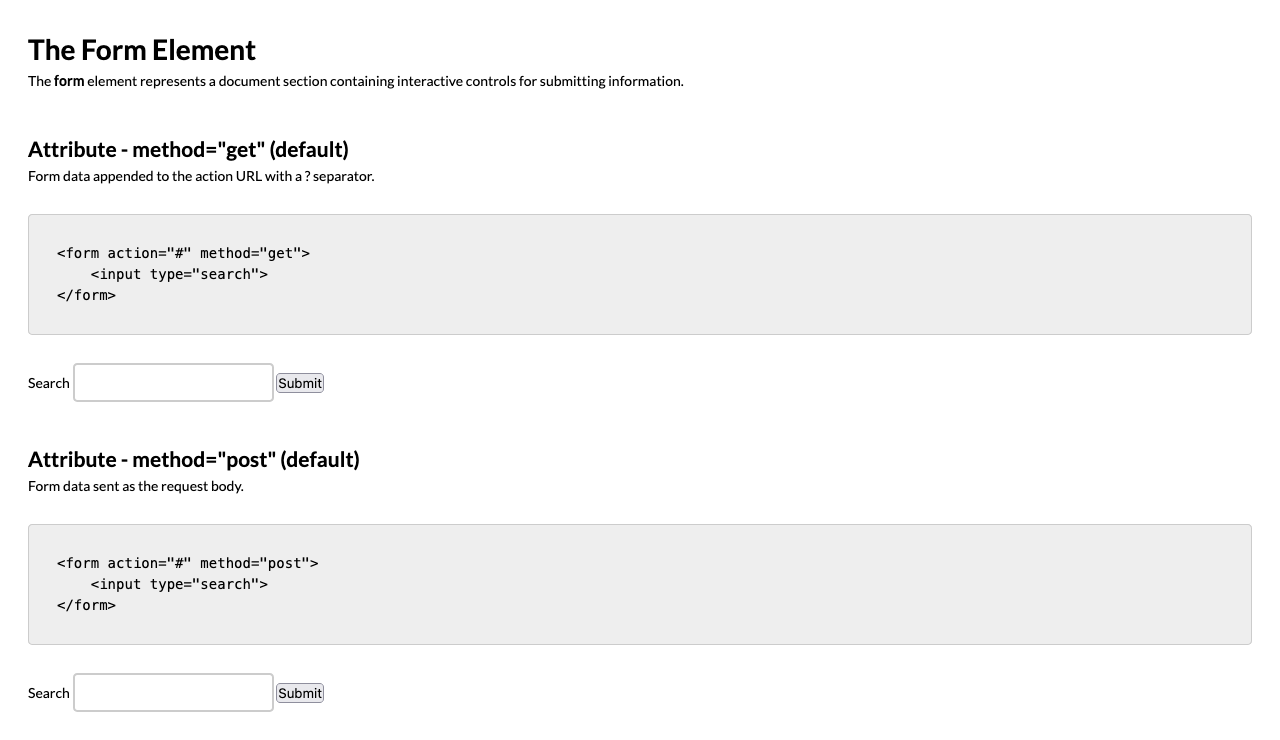 The Form Element
The form element represents a document section containing interactive controls for submitting information.
Attribute - method="get" (default)
Form data appended to the action URL with a ? separator.
<form action="#" method="get">
    <input type="search">
</form>
Search Submit
Attribute - method="post" (default)
Form data sent as the request body.
<form action="#" method="post">
    <input type="search">
</form>
Search Submit